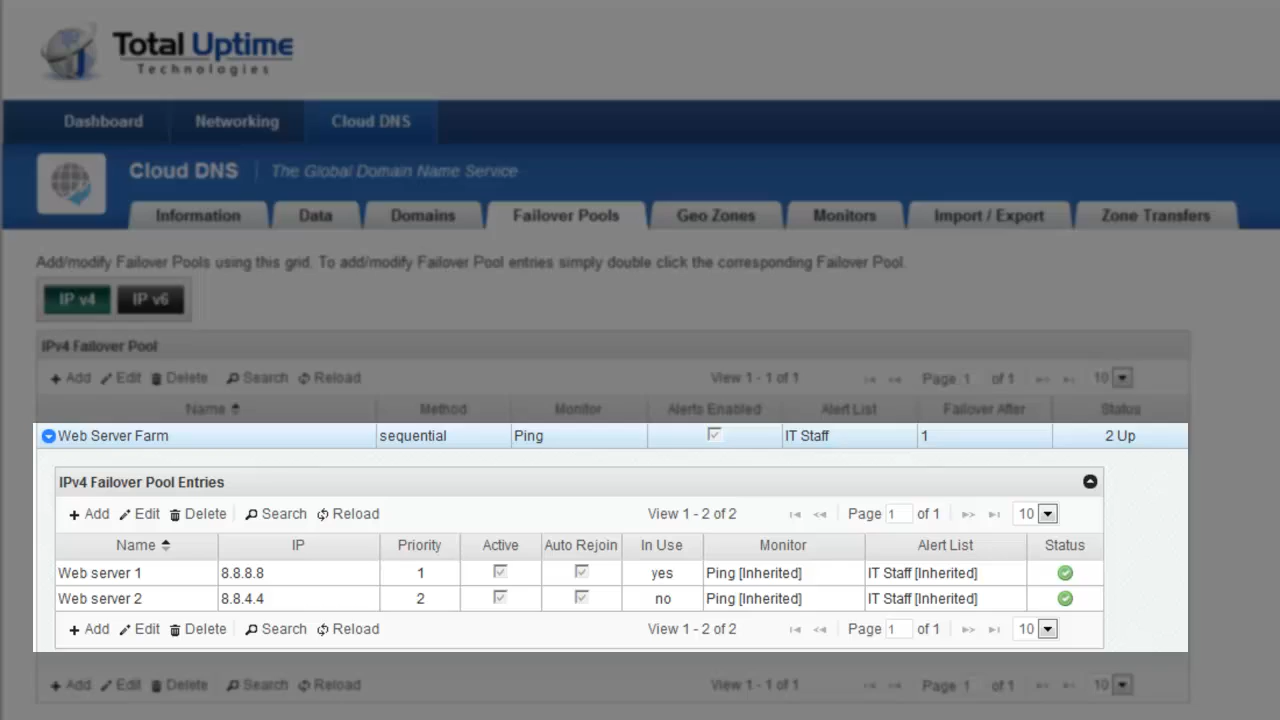 Total Uptime
Technologies
Dashboard Networking Cloud DNS
Cloud DNS The Global Domain Name Service
Information Data Domains Failover Pools Geo Zones Monitors Import / Export Zone Transfers
Add/modify Failover Pools using this grid. To add/modify Failover Pool entries simply double click the corresponding Failover Pool.
IP v4 IP v6
IPv4 Failover Pool
Add Edit Delete Search Reload View 1 - 1 of 1 Page 1 of 1 10
Name Method Monitor Alerts Enabled Alert List Failover After Status
Web Server Farm sequential Ping IT Staff 1 2 Up
IPv4 Failover Pool Entries
Add Edit Delete Search Reload View 1 - 2 of 2 Page 1 of 1 10
Name IP Priority Active Auto Rejoin In Use Monitor Alert List Status
Web server 1 8.8.8.8 1 yes Ping [Inherited] IT Staff [Inherited]
Web server 2 8.8.4.4 2 no Ping [Inherited] IT Staff [Inherited]
Add Edit Delete Search Reload View 1 - 2 of 2 Page 1 of 1 10
Add Edit Delete Search Reload View 1 - 1 of 1 Page 1 of 1 10